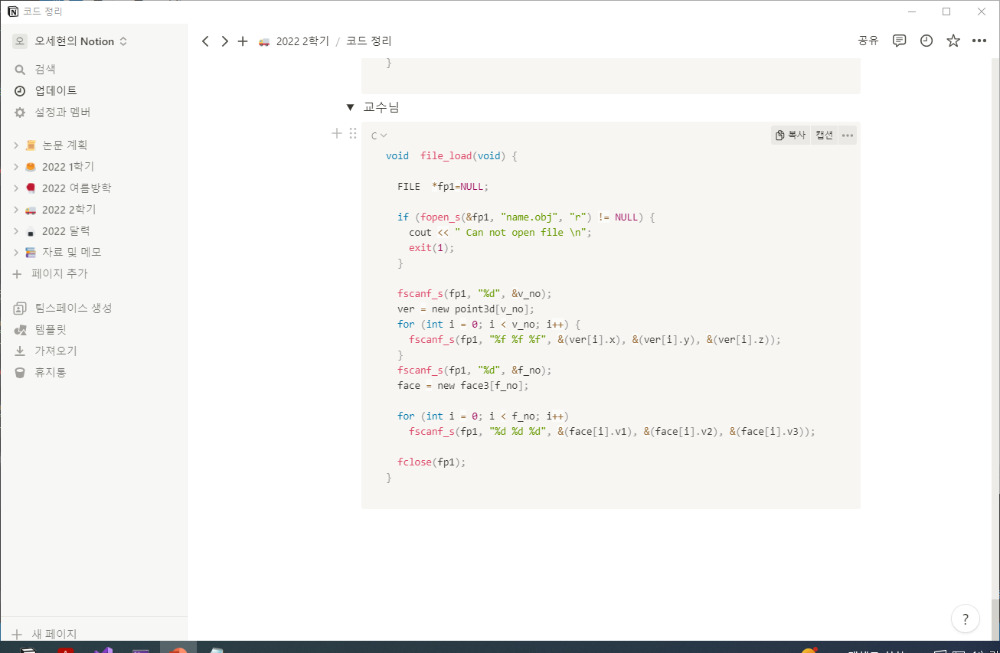 코드 정리
오 오세현의 Notion
검색
업데이트
설정과 멤버
논문 계획
2022 1학기
2022 여름방학
2022 2학기
2022 달력
자료 및 메모
페이지 추가
팀스페이스 생성
템플릿
가져오기
휴지통
새 페이지
2022 2학기 / 코드 정리
공유
}
교수님
C
복사 캡션
void  file_load(void) {
FILE  *fp1=NULL;
if (fopen_s(&fp1, "name.obj", "r") != NULL) {
cout << " Can not open file \n";
exit(1);
}
fscanf_s(fp1, "%d", &v_no);
ver = new point3d[v_no];
for (int i = 0; i < v_no; i++) {
fscanf_s(fp1, "%f %f %f", &(ver[i].x), &(ver[i].y), &(ver[i].z));
}
fscanf_s(fp1, "%d", &f_no);
face = new face3[f_no];
for (int i = 0; i < f_no; i++)
fscanf_s(fp1, "%d %d %d", &(face[i].v1), &(face[i].v2), &(face[i].v3));
fclose(fp1);
}
?